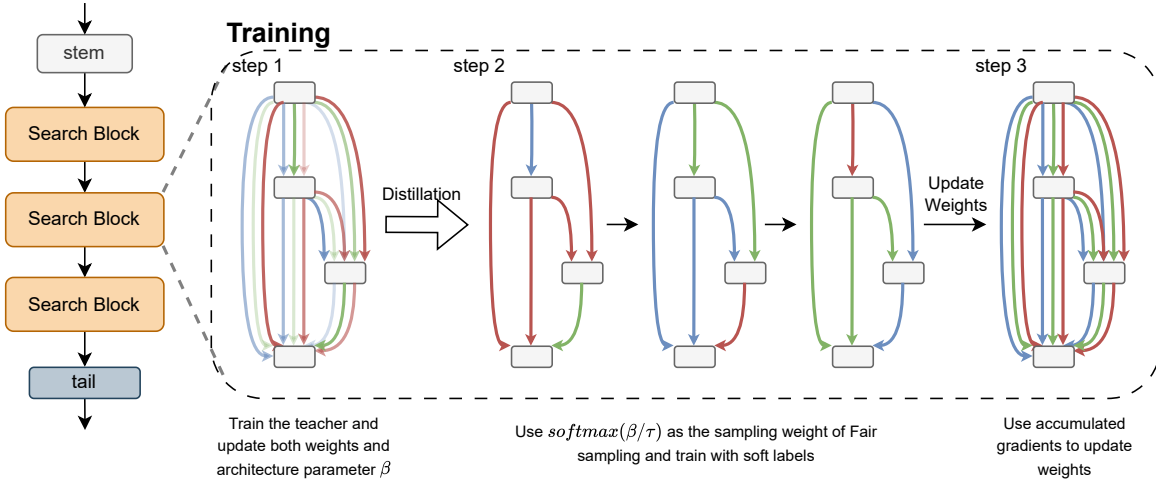 Training
stem
step 1
step 2
step 3
Search Block
Search Block
Search Block
tail
Distillation
Update
Weights
Train the teacher and
update both weights and
architecture parameter β
Use softmax(β/τ) as the sampling weight of Fair
sampling and train with soft labels
Use accumulated
gradients to update
weights